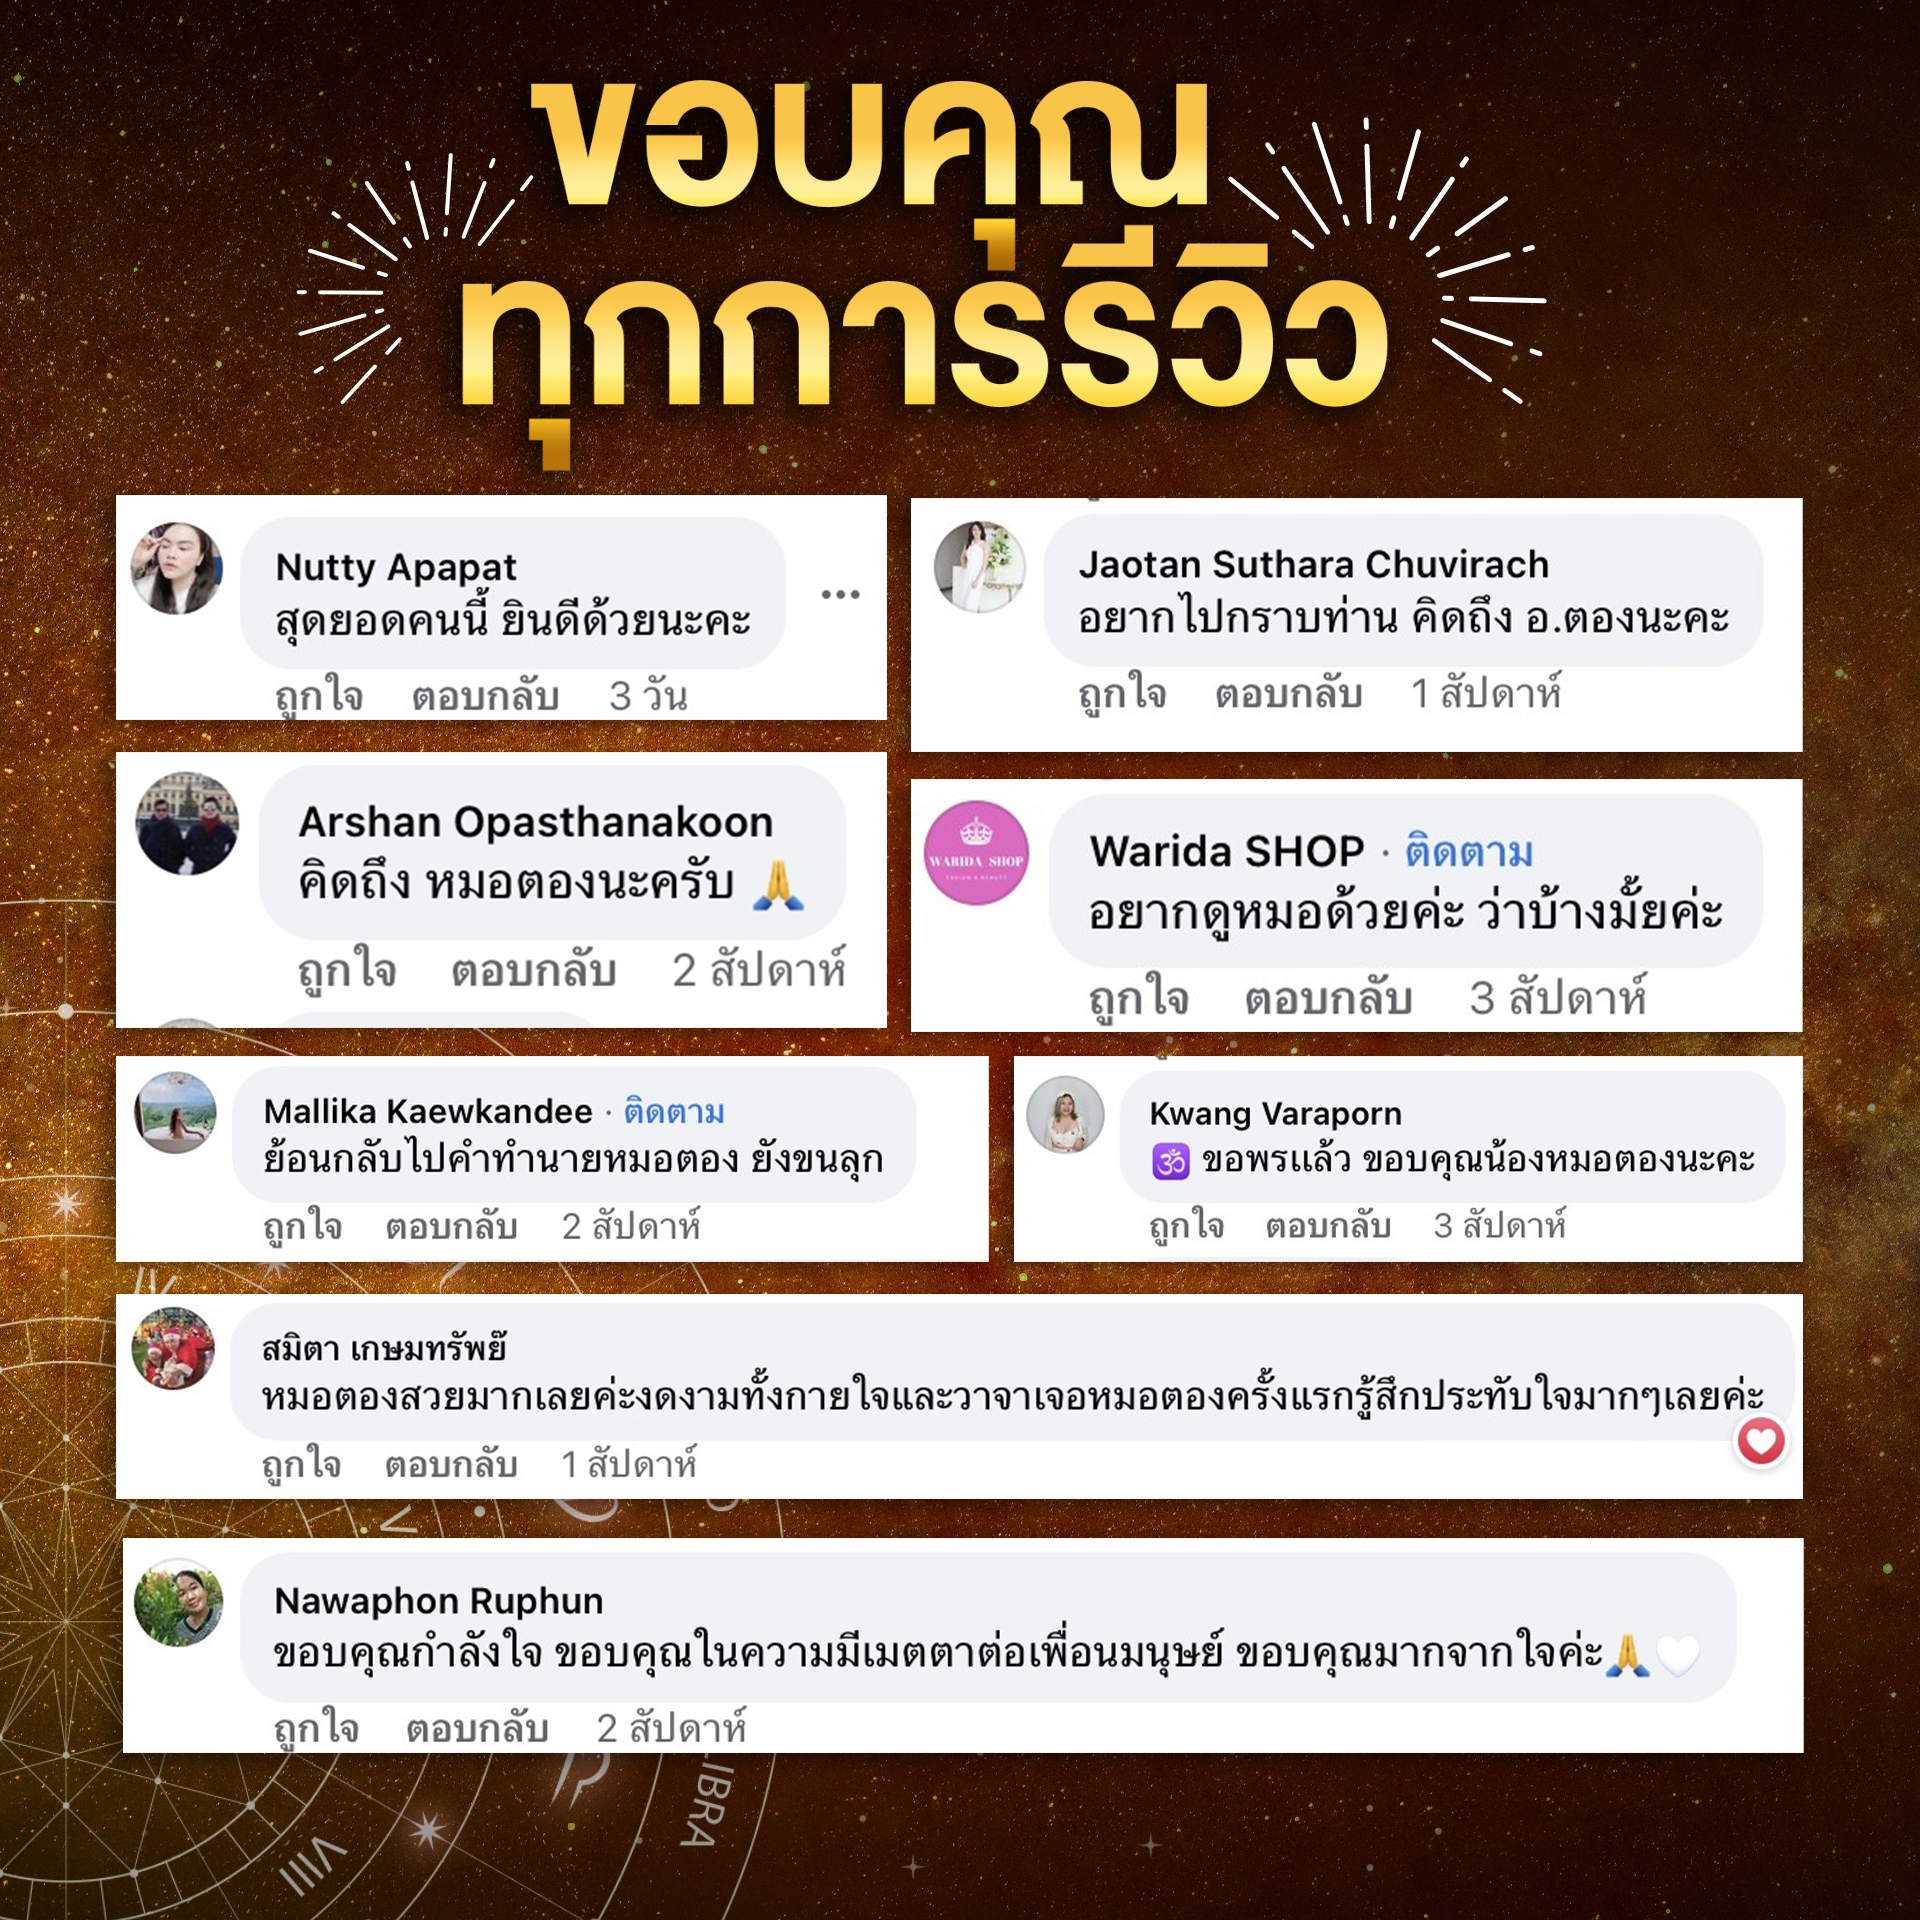 ขอบคุณ
ทุกการรีวิว
Nutty Apapat
สุดยอดคนนี้ ยินดีด้วยนะคะ
ถูกใจ ตอบกลับ 3 วัน
Jaotan Suthara Chuvirach
อยากไปกราบท่าน คิดถึง อ.ตองนะคะ
ถูกใจ ตอบกลับ 1 สัปดาห์
Arshan Opasthanakoon
คิดถึง หมอตองนะครับ 🙏
ถูกใจ ตอบกลับ 2 สัปดาห์
WARIDA SHOP
Warida SHOP · ติดตาม
อยากดูหมอด้วยค่ะ ว่าบ้างมั้ยค่ะ
ถูกใจ ตอบกลับ 3 สัปดาห์
Mallika Kaewkandee · ติดตาม
ย้อนกลับไปคำทำนายหมอตอง ยังขนลุก
ถูกใจ ตอบกลับ 2 สัปดาห์
Kwang Varaporn
🕉 ขอพรแล้ว ขอบคุณน้องหมอตองนะคะ
ถูกใจ ตอบกลับ 3 สัปดาห์
สมิตา เกษมทรัพย์
หมอตองสวยมากเลยค่ะงดงามทั้งกายใจและวาจาเจอหมอตองครั้งแรกรู้สึกประทับใจมากๆเลยค่ะ
ถูกใจ ตอบกลับ 1 สัปดาห์
Nawaphon Ruphun
ขอบคุณกำลังใจ ขอบคุณในความมีเมตตาต่อเพื่อนมนุษย์ ขอบคุณมากจากใจค่ะ🙏🤍
ถูกใจ ตอบกลับ 2 สัปดาห์
LIBRA
VIII